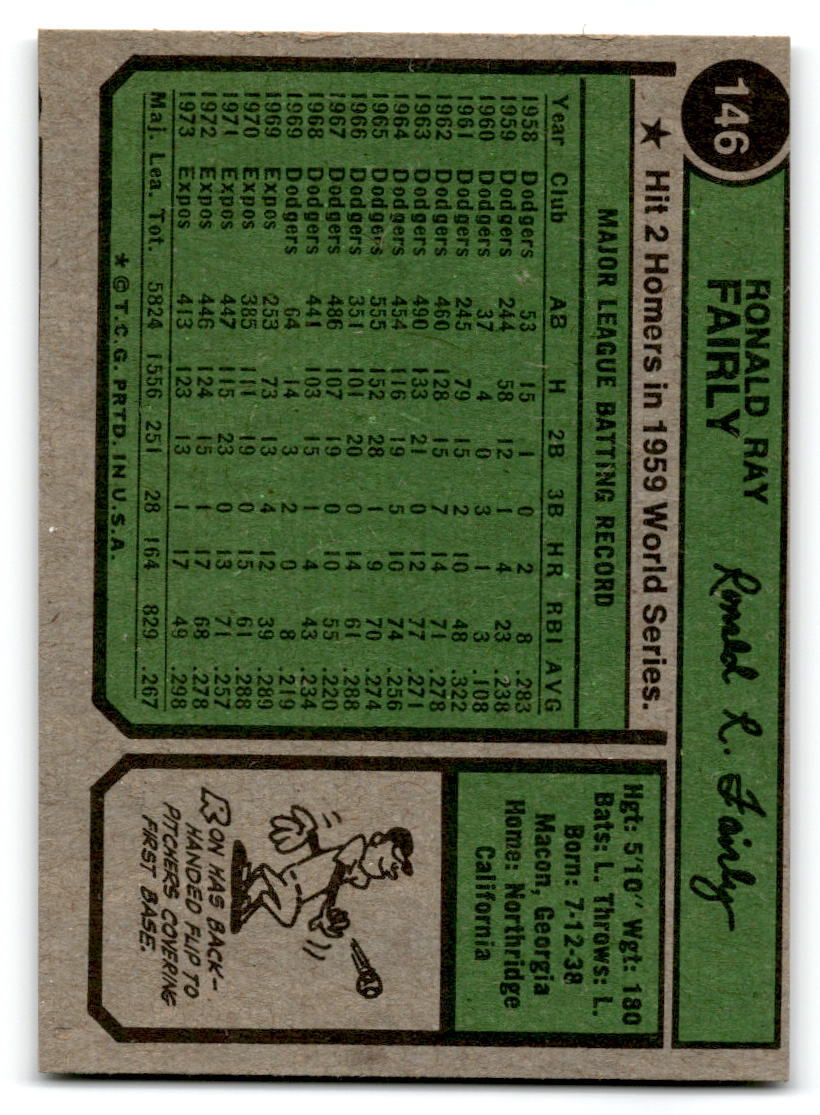 146
RONALD RAY
FAIRLY
Ronald R. Fairly
★ Hit 2 Homers in 1959 World Series.
MAJOR LEAGUE BATTING RECORD
Year Club AB H 2B 3B HR RBI AVG
1958 Dodgers 53 15 1 0 2 8 .283
1959 Dodgers 244 58 12 1 4 23 .238
1960 Dodgers 37 4 0 3 1 3 .108
1961 Dodgers 245 79 15 2 10 48 .322
1962 Dodgers 460 128 15 7 14 71 .278
1963 Dodgers 490 133 21 0 12 77 .271
1964 Dodgers 454 116 19 5 10 74 .256
1965 Dodgers 555 152 28 1 9 70 .274
1966 Dodgers 351 101 20 0 14 61 .288
1967 Dodgers 486 107 19 0 10 55 .220
1968 Dodgers 441 103 15 1 4 43 .234
1969 Dodgers 64 14 3 2 0 8 .219
1969 Expos 253 73 13 4 12 39 .289
1970 Expos 385 111 19 0 15 61 .288
1971 Expos 447 115 23 0 13 71 .257
1972 Expos 446 124 15 1 17 68 .278
1973 Expos 413 123 13 1 17 49 .298
Maj. Lea. Tot. 5824 1556 251 28 164 829 .267
* © T.C.G. PRTD. IN U.S.A.
Hgt: 5'10" Wgt: 180
Bats: L. Throws: L.
Born: 7-12-38
Macon, Georgia
Home: Northridge
California
RON HAS BACK-
HANDED FLIP TO
PITCHERS COVERING
FIRST BASE.